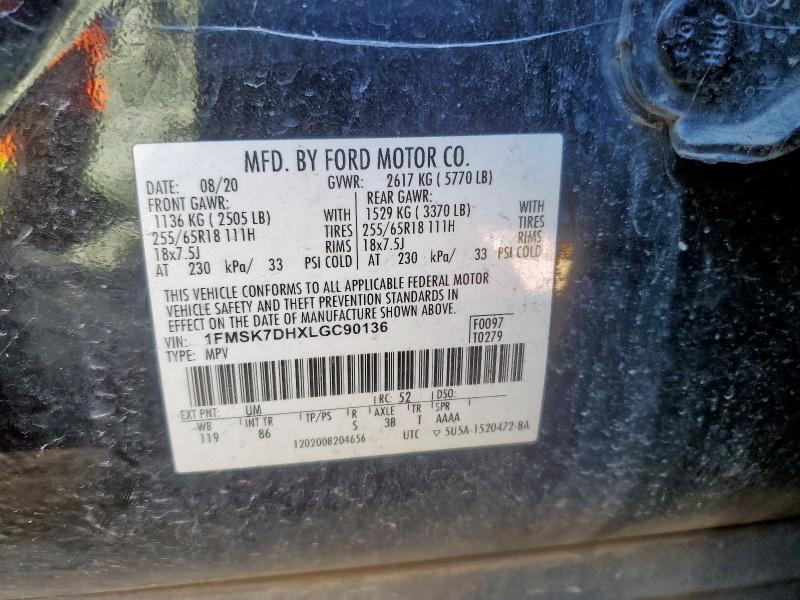 MFD. BY FORD MOTOR CO.
DATE: 08/20 GVWR: 2617 KG ( 5770 LB)
FRONT GAWR: REAR GAWR:
1136 KG ( 2505 LB) WITH 1529 KG ( 3370 LB) WITH
255/65R18 111H TIRES 255/65R18 111H TIRES
18x7.5J RIMS 18x7.5J RIMS
AT 230 kPa/ 33 PSI COLD AT 230 kPa/ 33 PSI COLD
THIS VEHICLE CONFORMS TO ALL APPLICABLE FEDERAL MOTOR
VEHICLE SAFETY AND THEFT PREVENTION STANDARDS IN
EFFECT ON THE DATE OF MANUFACTURE SHOWN ABOVE.
VIN: 1FMSK7DHXLGC90136 F0097
TYPE: MPV T0279
EXT PNT: UM RC: 52 DSO:
WB INT TR TP/PS R AXLE TR SPR
119 86 S 3B T AAAA
1202008204656 UTC ▽ 5U5A-1520472-BA